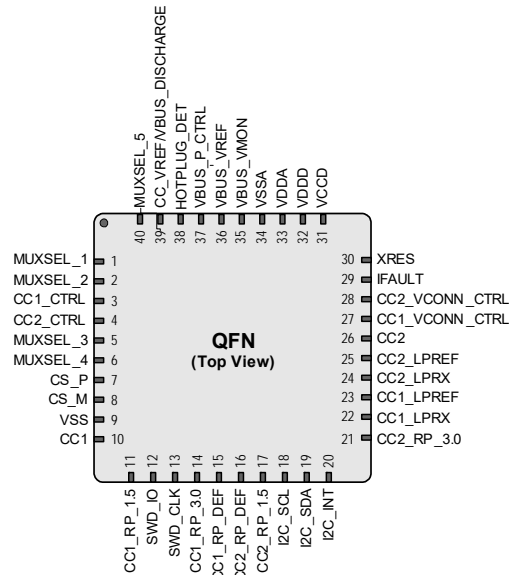 MUXSEL_5
CC_VREF/VBUS_DISCHARGE
HOTPLUG_DET
VBUS_P_CTRL
VBUS_VREF
VBUS_VMON
VSSA
VDDA
VDDD
VCCD
40
39
38
37
36
35
34
33
32
31
MUXSEL_1 1
MUXSEL_2 2
CC1_CTRL 3
CC2_CTRL 4
MUXSEL_3 5
MUXSEL_4 6
CS_P 7
CS_M 8
VSS 9
CC1 10
QFN
(Top View)
30 XRES
29 IFAULT
28 CC2_VCONN_CTRL
27 CC1_VCONN_CTRL
26 CC2
25 CC2_LPREF
24 CC2_LPRX
23 CC1_LPREF
22 CC1_LPRX
21 CC2_RP_3.0
11
12
13
14
15
16
17
18
19
20
CC1_RP_1.5
SWD_IO
SWD_CLK
CC1_RP_3.0
CC1_RP_DEF
CC2_RP_DEF
CC2_RP_1.5
I2C_SCL
I2C_SDA
I2C_INT